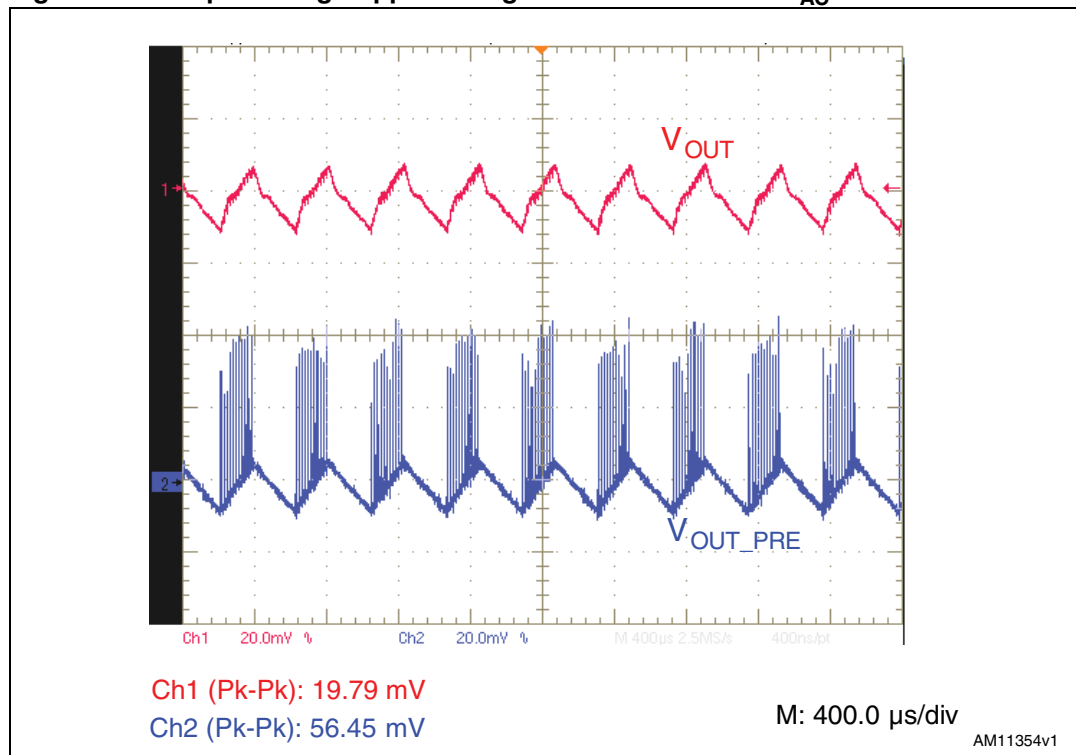 V OUT
1
2
V OUT_PRE
Ch1 20.0mV Ch2 20.0mV M 400µs 2.5MS/s 400ns/pt
Ch1 (Pk-Pk): 19.79 mV
Ch2 (Pk-Pk): 56.45 mV
M: 400.0 µs/div
AM11354v1